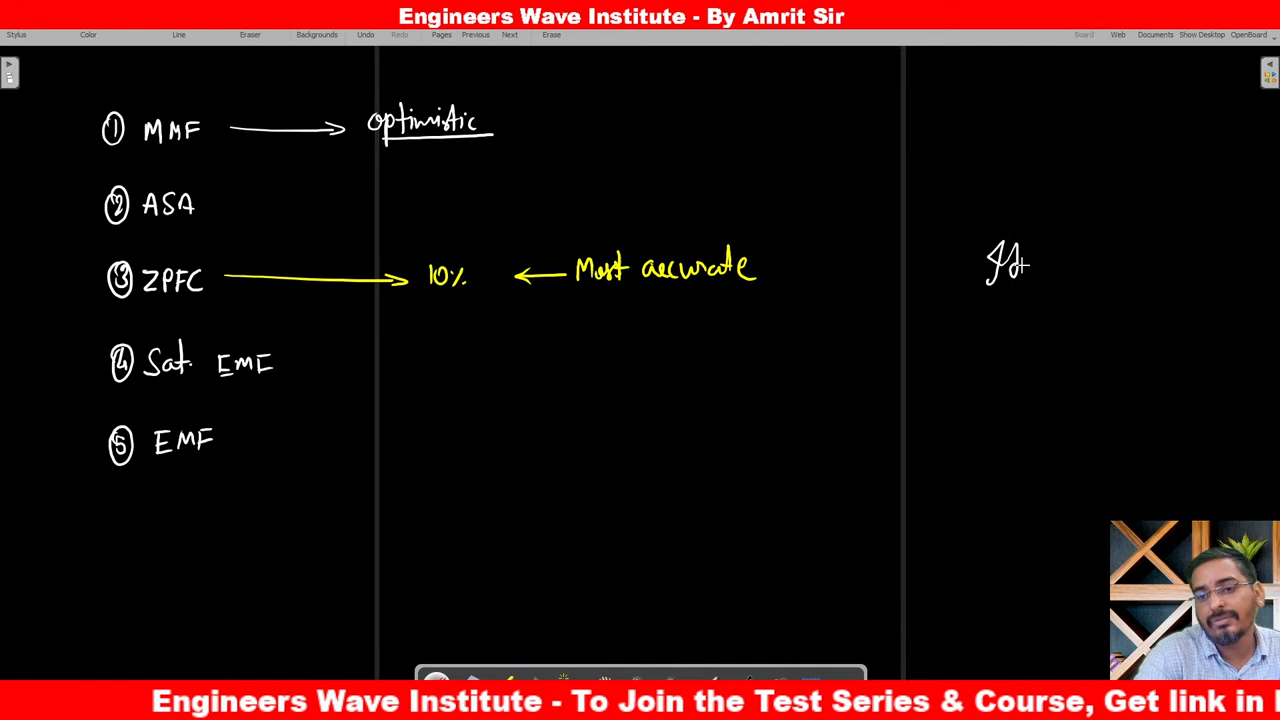 Engineers Wave Institute - By Amrit Sir
Stylus Color Line Eraser Backgrounds Undo Redo Pages Previous Next Erase Board Web Documents Show Desktop OpenBoard
① MMF → optimistic
② ASA
③ ZPFC → 10% ← Most accurate
④ Sat. EMF
⑤ EMF
Engineers Wave Institute - To Join the Test Series & Course, Get link in